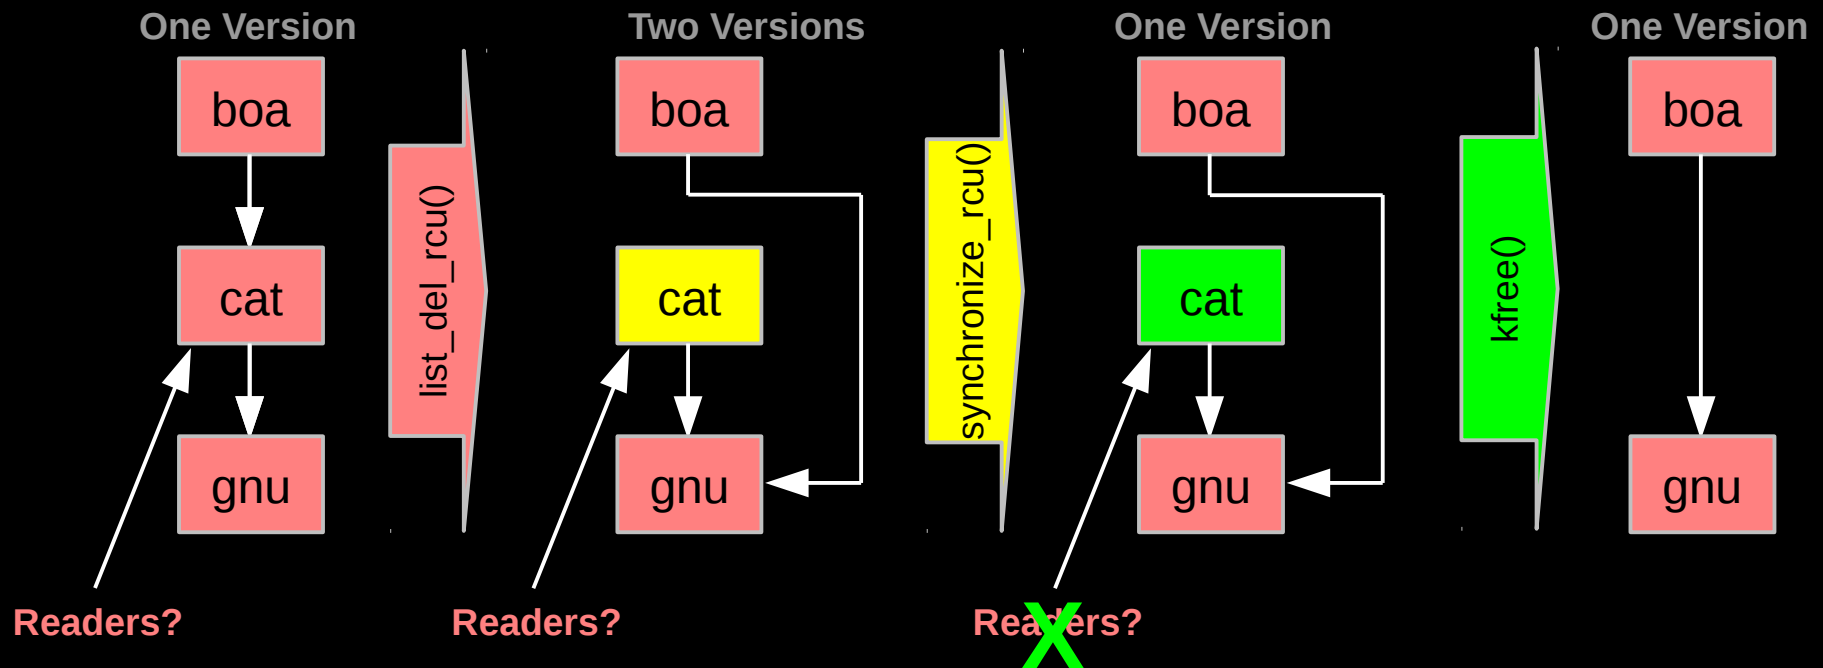 One Version
Two Versions
One Version
One Version
boa
boa
boa
boa
list_del_rcu()
synchronize_rcu()
kfree()
cat
cat
cat
gnu
gnu
gnu
gnu
Readers?
Readers?
Readers?
X